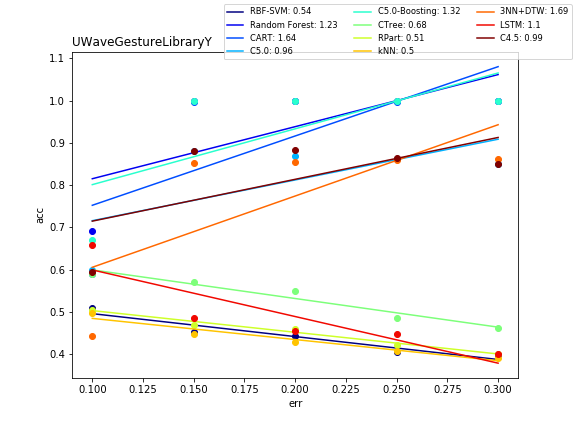 RBF-SVM: 0.54
Random Forest: 1.23
CART: 1.64
C5.0: 0.96
C5.0-Boosting: 1.32
CTree: 0.68
RPart: 0.51
kNN: 0.5
3NN+DTW: 1.69
LSTM: 1.1
C4.5: 0.99
UWaveGestureLibraryY
1.1
1.0
0.9
0.8
0.7
0.6
0.5
0.4
acc
0.100 0.125 0.150 0.175 0.200 0.225 0.250 0.275 0.300
err